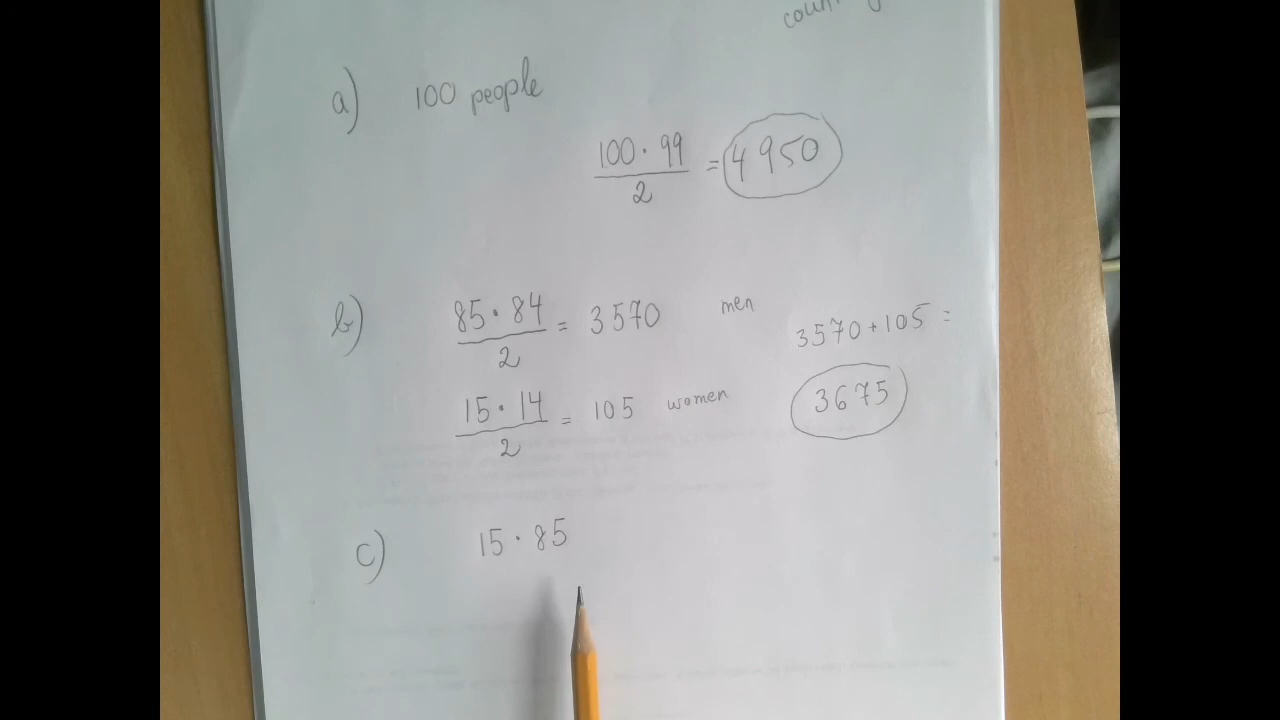 a) 100 people
100 · 99
2
= 4950
b) 85 · 84
2
= 3570 men
3570 + 105 =
15 · 14
2
= 105 women
3675
c) 15 · 85